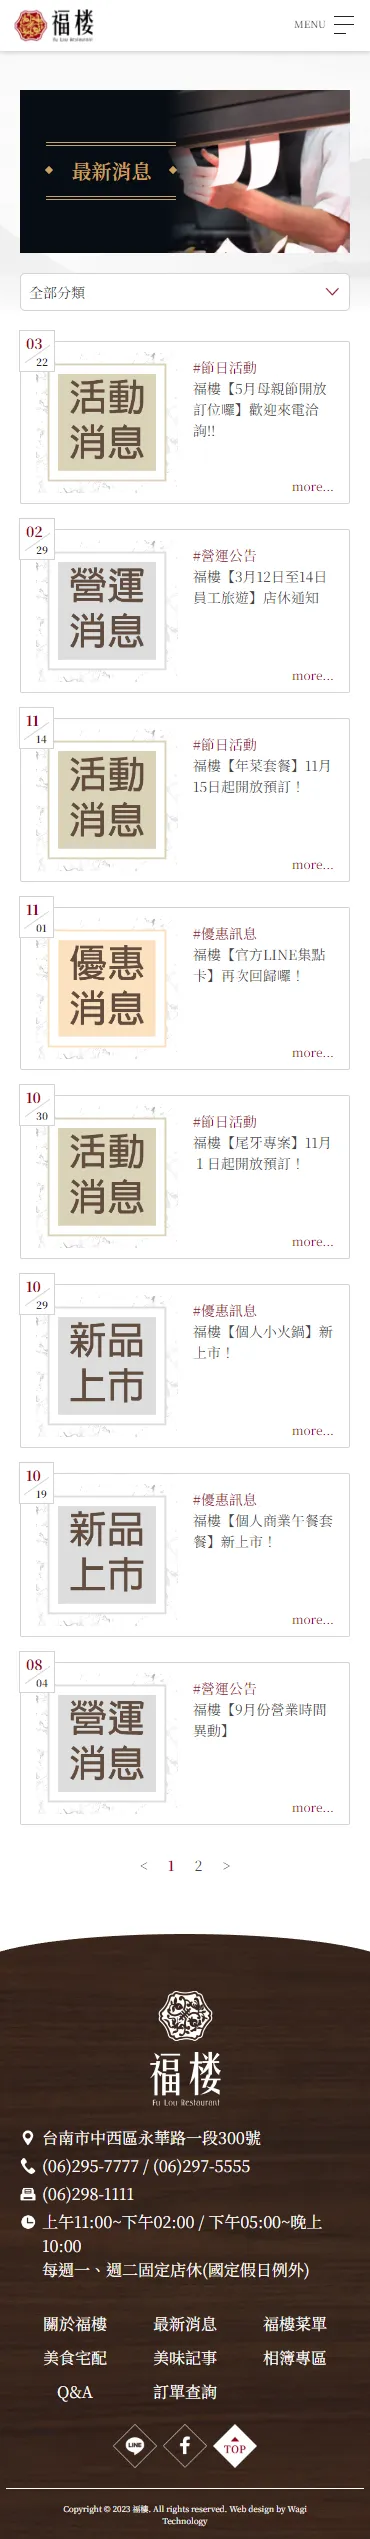 福楼
Fu Lou Restaurant
MENU
最新消息
全部分類
03
22
活動
消息
#節日活動
福樓【5月母親節開放
訂位囉】歡迎來電洽
詢!!
more...
02
29
營運
消息
#營運公告
福樓【3月12日至14日
員工旅遊】店休通知
more...
11
14
活動
消息
#節日活動
福樓【年菜套餐】11月
15日起開放預訂！
more...
11
01
優惠
消息
#優惠訊息
福樓【官方LINE集點
卡】再次回歸囉！
more...
10
30
活動
消息
#節日活動
福樓【尾牙專案】11月
１日起開放預訂！
more...
10
29
新品
上市
#優惠訊息
福樓【個人小火鍋】新
上市！
more...
10
19
新品
上市
#優惠訊息
福樓【個人商業午餐套
餐】新上市！
more...
08
04
營運
消息
#營運公告
福樓【9月份營業時間
異動】
more...
< 1 2 >
福楼
Fu Lou Restaurant
台南市中西區永華路一段300號
(06)295-7777 / (06)297-5555
(06)298-1111
上午11:00~下午02:00 / 下午05:00~晚上
10:00
每週一、週二固定店休(國定假日例外)
關於福樓 最新消息 福樓菜單
美食宅配 美味記事 相簿專區
Q&A 訂單查詢
LINE
TOP
Copyright © 2023 福樓. All rights reserved. Web design by Wagi
Technology